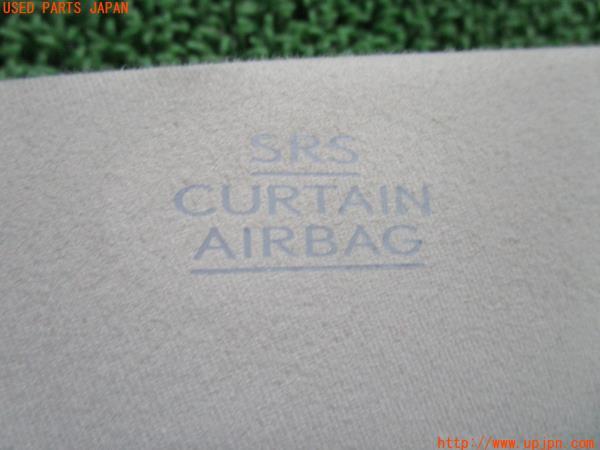 USED PARTS JAPAN
SRS
CURTAIN
AIRBAG
http://www.upjpn.com